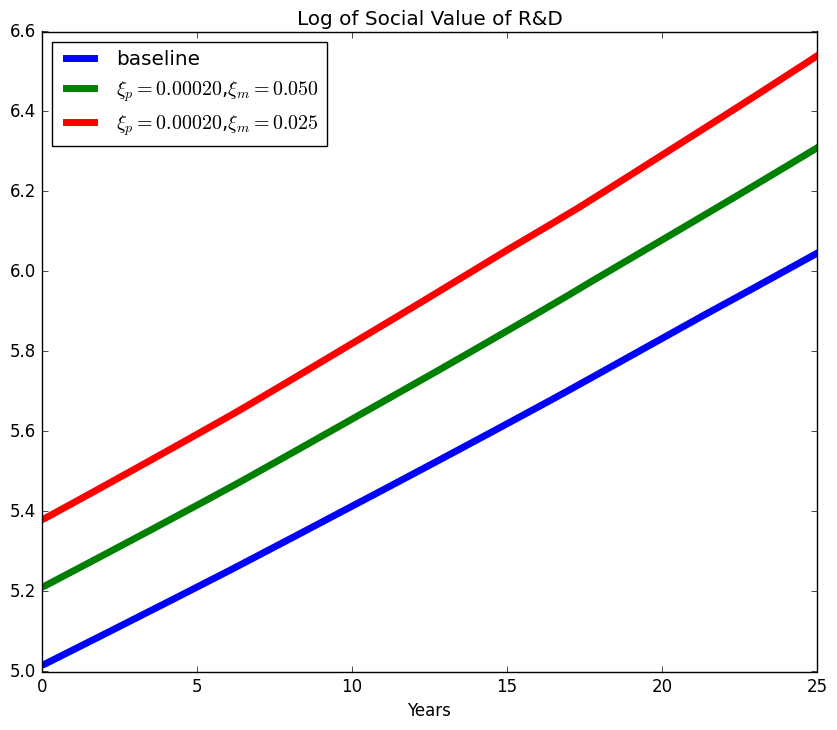 Log of Social Value of R&D
6.6
6.4
6.2
6.0
5.8
5.6
5.4
5.2
5.0
baseline
ξp = 0.00020,ξm = 0.050
ξp = 0.00020,ξm = 0.025
0 5 10 15 20 25
Years